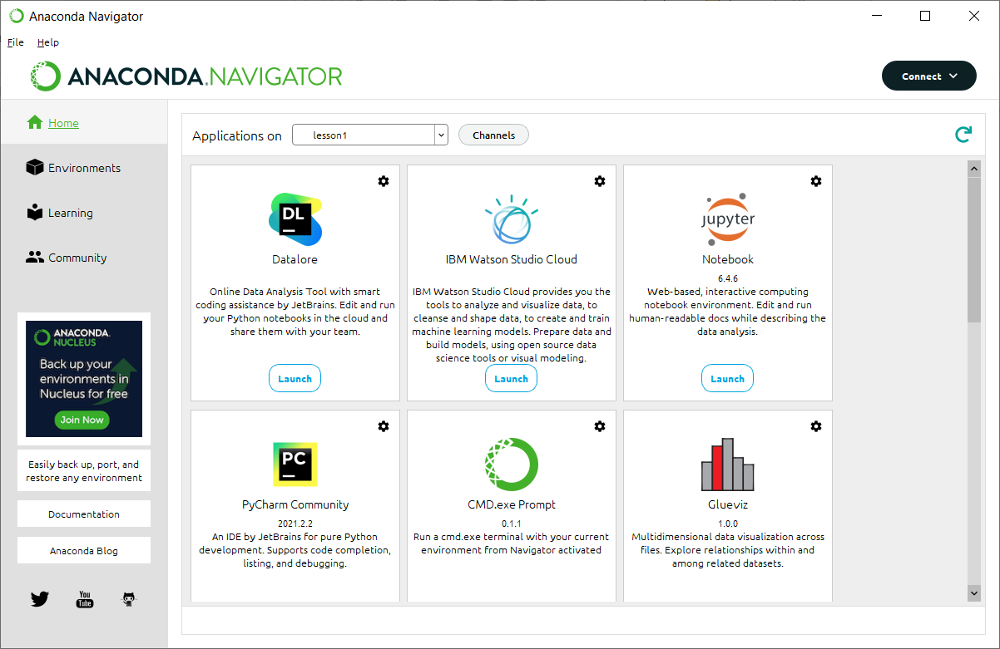 Anaconda Navigator
File Help
ANACONDA.NAVIGATOR
Connect
Home
Environments
Learning
Community
ANACONDA.
NUCLEUS
Back up your
environments in
Nucleus for free
Join Now
Easily back up, port, and
restore any environment
Documentation
Anaconda Blog
You
Tube
Applications on lesson1 Channels
DL
Datalore
Online Data Analysis Tool with smart
coding assistance by JetBrains. Edit and run
your Python notebooks in the cloud and
share them with your team.
Launch
IBM Watson Studio Cloud
IBM Watson Studio Cloud provides you the
tools to analyze and visualize data, to
cleanse and shape data, to create and train
machine learning models. Prepare data and
build models, using open source data
science tools or visual modeling.
Launch
jupyter
Notebook
6.4.6
Web-based, interactive computing
notebook environment. Edit and run
human-readable docs while describing the
data analysis.
Launch
PC
PyCharm Community
2021.2.2
An IDE by JetBrains for pure Python
development. Supports code completion,
listing, and debugging.
CMD.exe Prompt
0.1.1
Run a cmd.exe terminal with your current
environment from Navigator activated
Glueviz
1.0.0
Multidimensional data visualization across
files. Explore relationships within and
among related datasets.